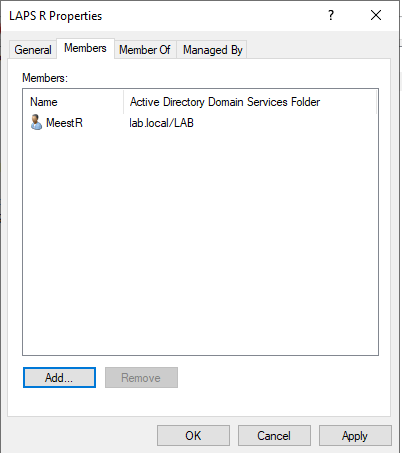 LAPS R Properties
General Members Member Of Managed By
Members:
Name Active Directory Domain Services Folder
MeestR lab.local/LAB
Add... Remove
OK Cancel Apply